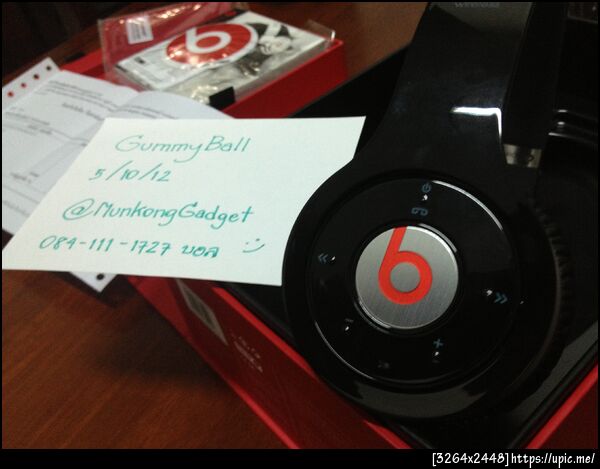 GummyBall
5/10/12
@MunkongGadget
084-111-1727 บอล :)
[3264x2448]https://upic.me/